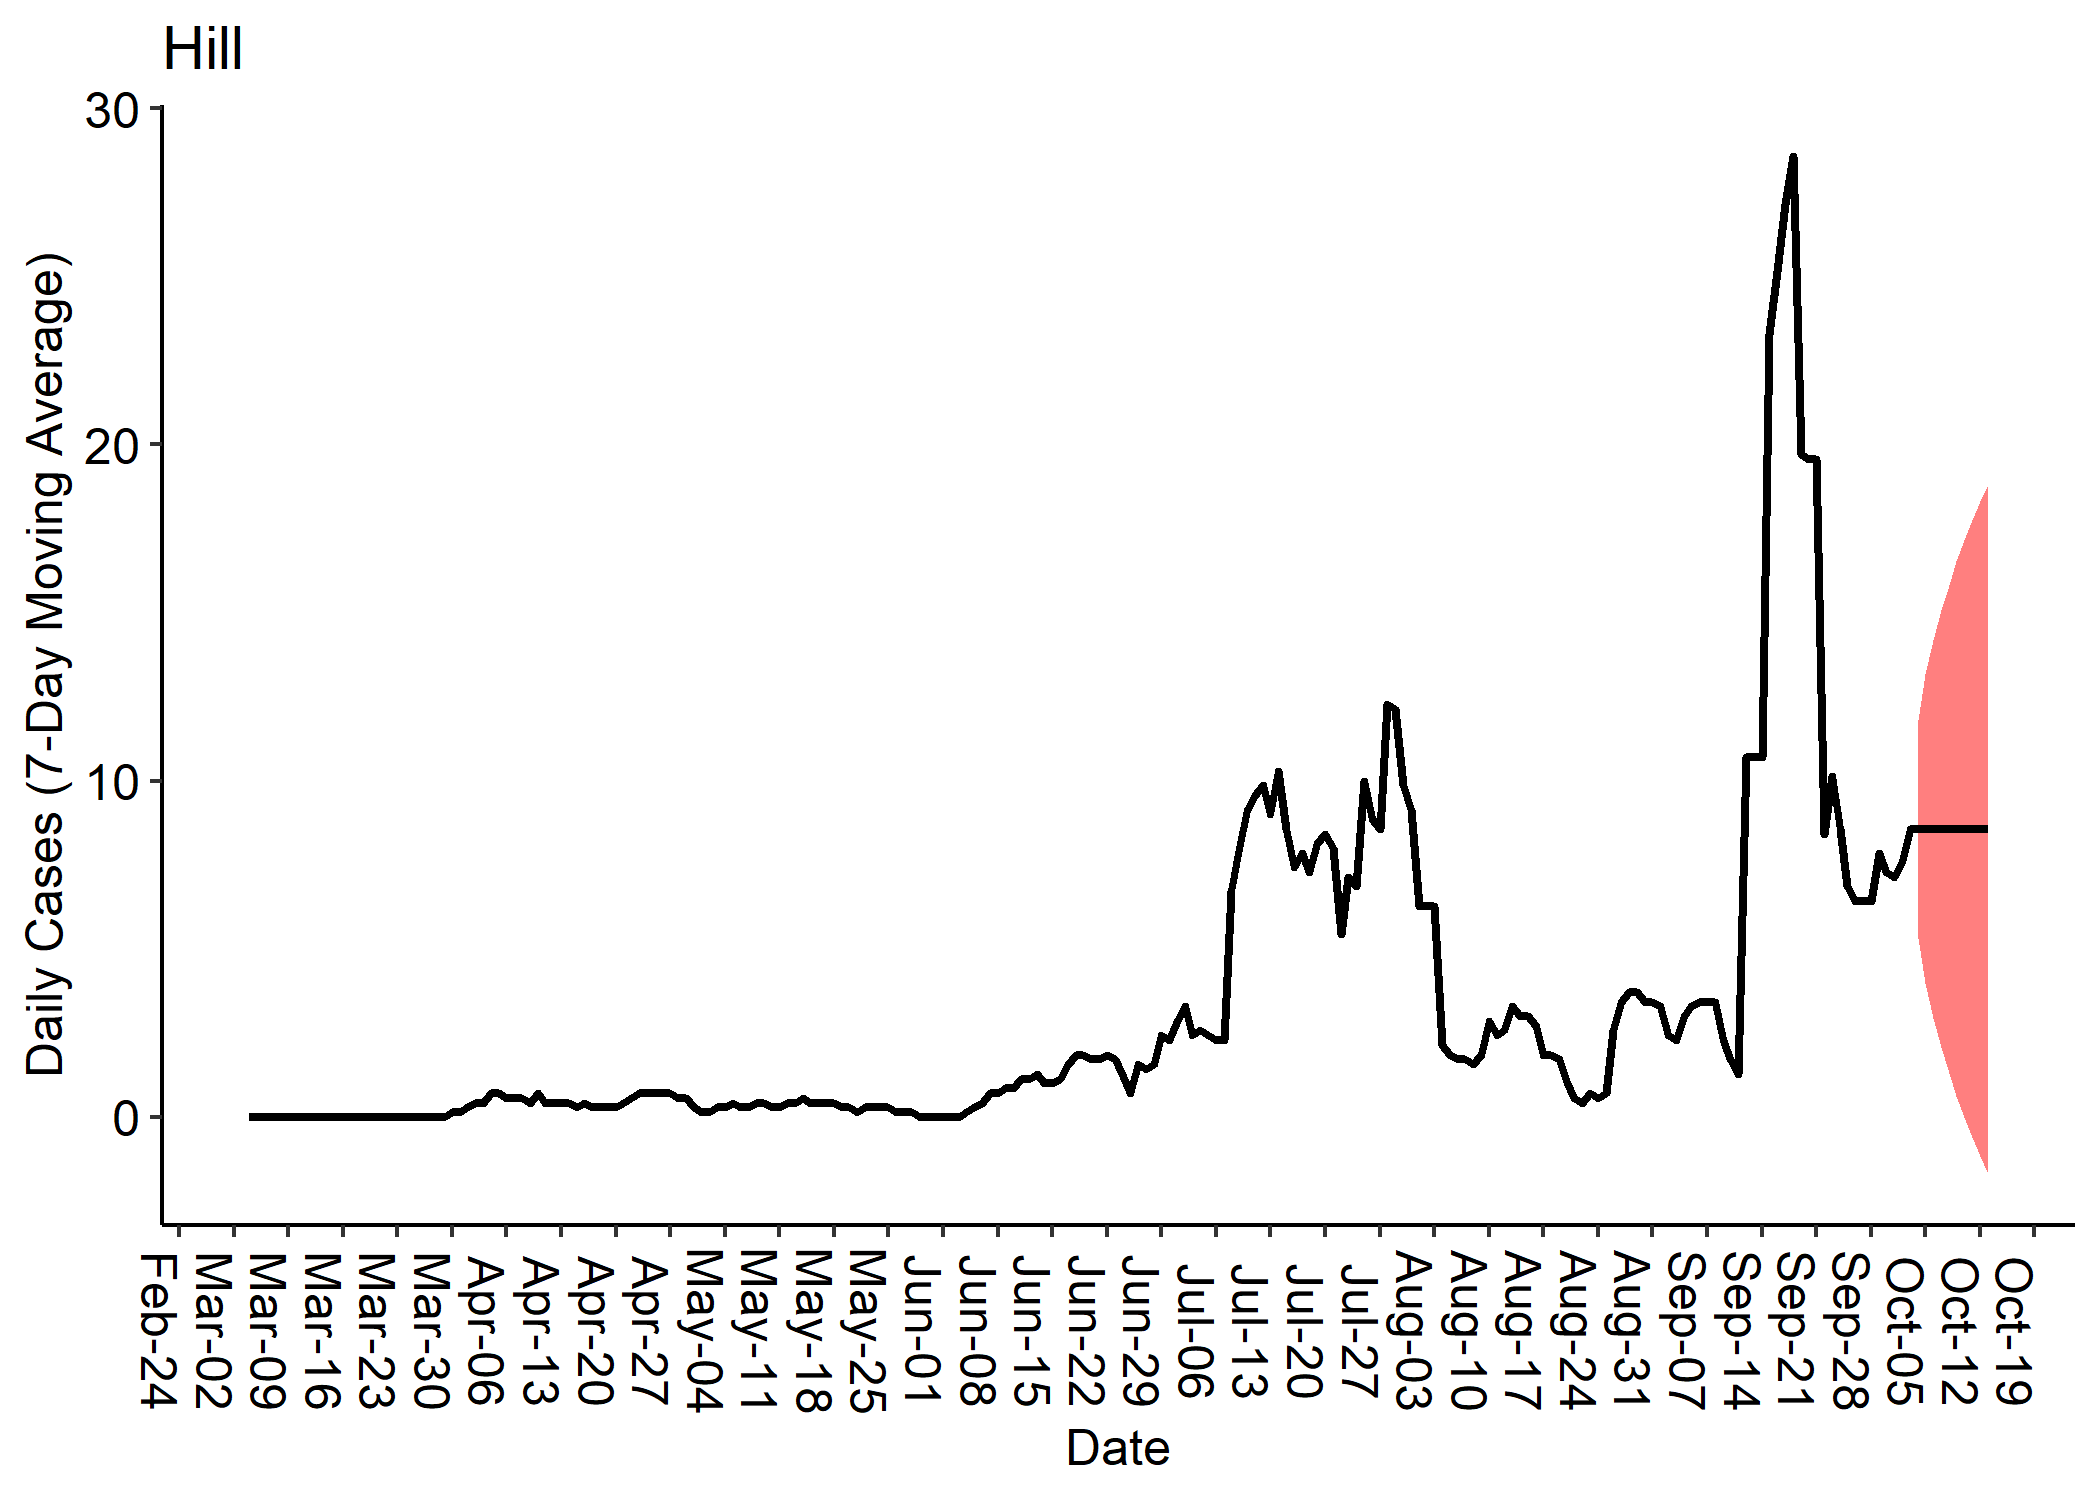 Hill
30
20
10
0
Daily Cases (7-Day Moving Average)
Feb-24
Mar-02
Mar-09
Mar-16
Mar-23
Mar-30
Apr-06
Apr-13
Apr-20
Apr-27
May-04
May-11
May-18
May-25
Jun-01
Jun-08
Jun-15
Jun-22
Jun-29
Jul-06
Jul-13
Jul-20
Jul-27
Aug-03
Aug-10
Aug-17
Aug-24
Aug-31
Sep-07
Sep-14
Sep-21
Sep-28
Oct-05
Oct-12
Oct-19
Date